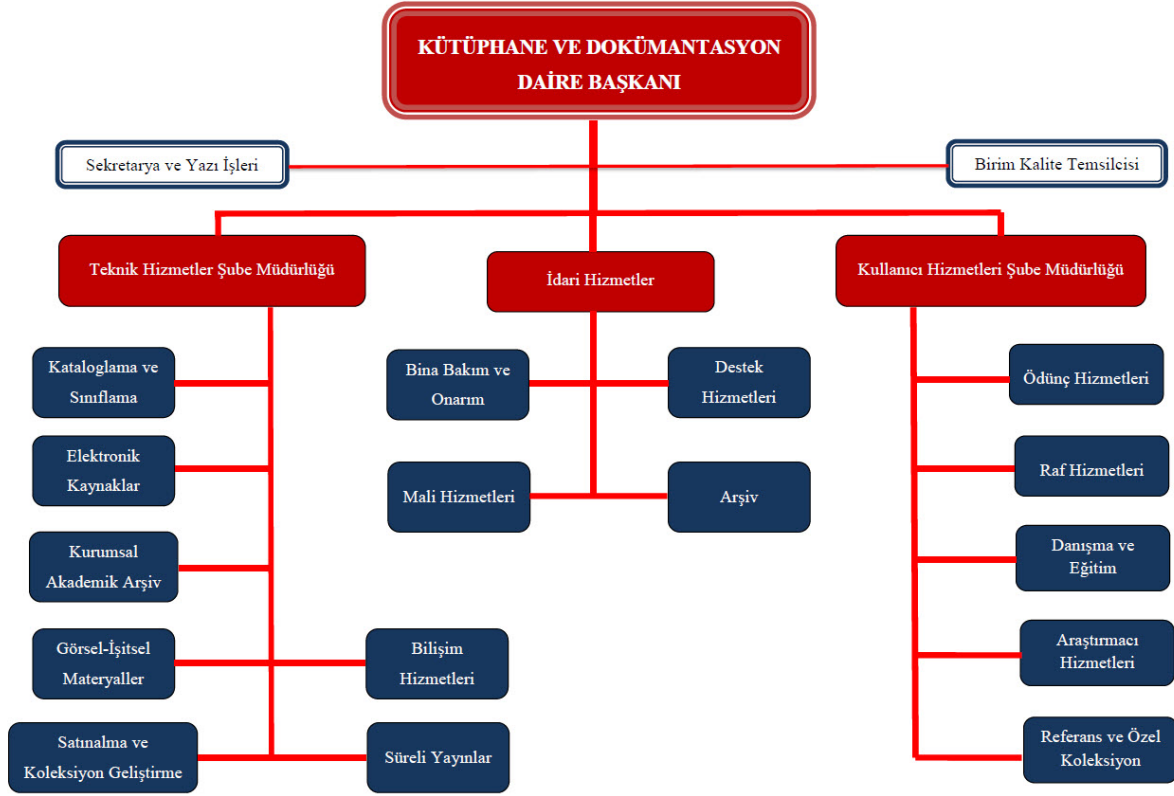 KÜTÜPHANE VE DOKÜMANTASYON
DAİRE BAŞKANI
Sekretarya ve Yazı İşleri
Birim Kalite Temsilcisi
Teknik Hizmetler Şube Müdürlüğü
İdari Hizmetler
Kullanıcı Hizmetleri Şube Müdürlüğü
Kataloglama ve
Sınıflama
Elektronik
Kaynaklar
Kurumsal
Akademik Arşiv
Görsel-İşitsel
Materyaller
Bilişim
Hizmetleri
Satınalma ve
Koleksiyon Geliştirme
Süreli Yayınlar
Bina Bakım ve
Onarım
Destek
Hizmetleri
Mali Hizmetleri
Arşiv
Ödünç Hizmetleri
Raf Hizmetleri
Danışma ve
Eğitim
Araştırmacı
Hizmetleri
Referans ve Özel
Koleksiyon